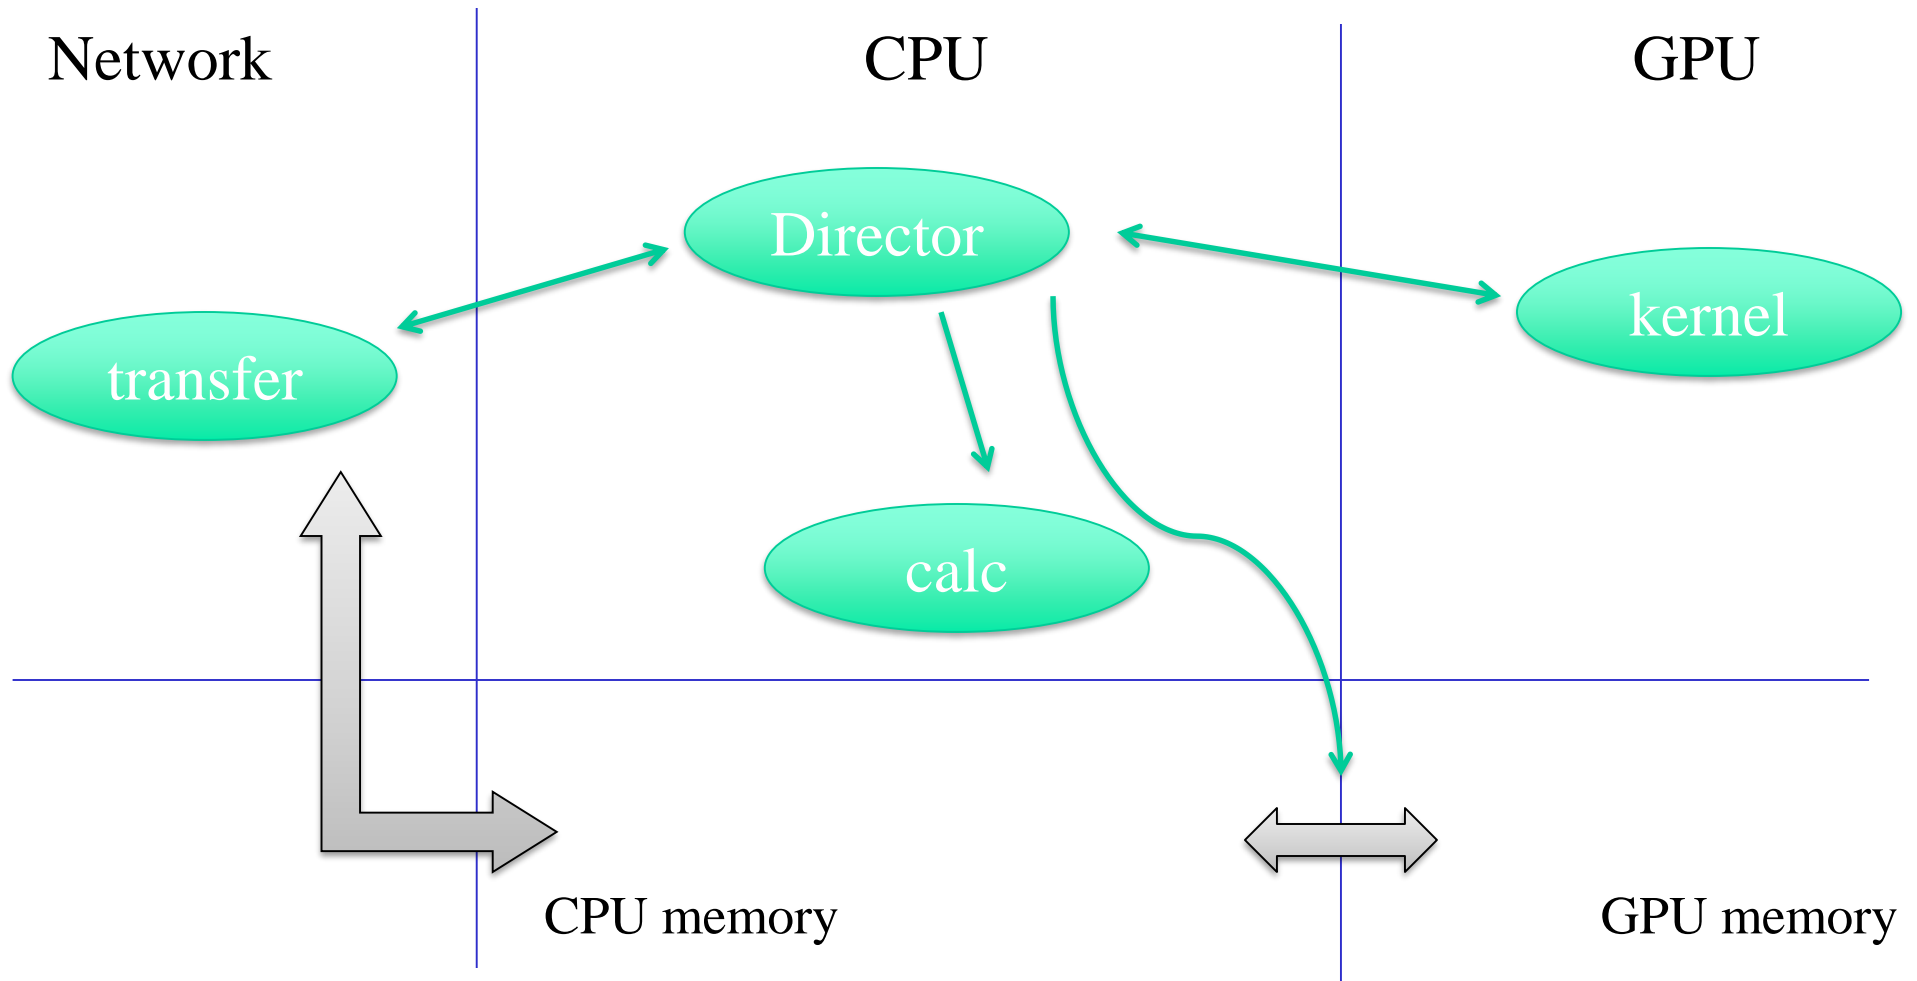 Network
CPU
GPU
Director
kernel
transfer
calc
CPU memory
GPU memory